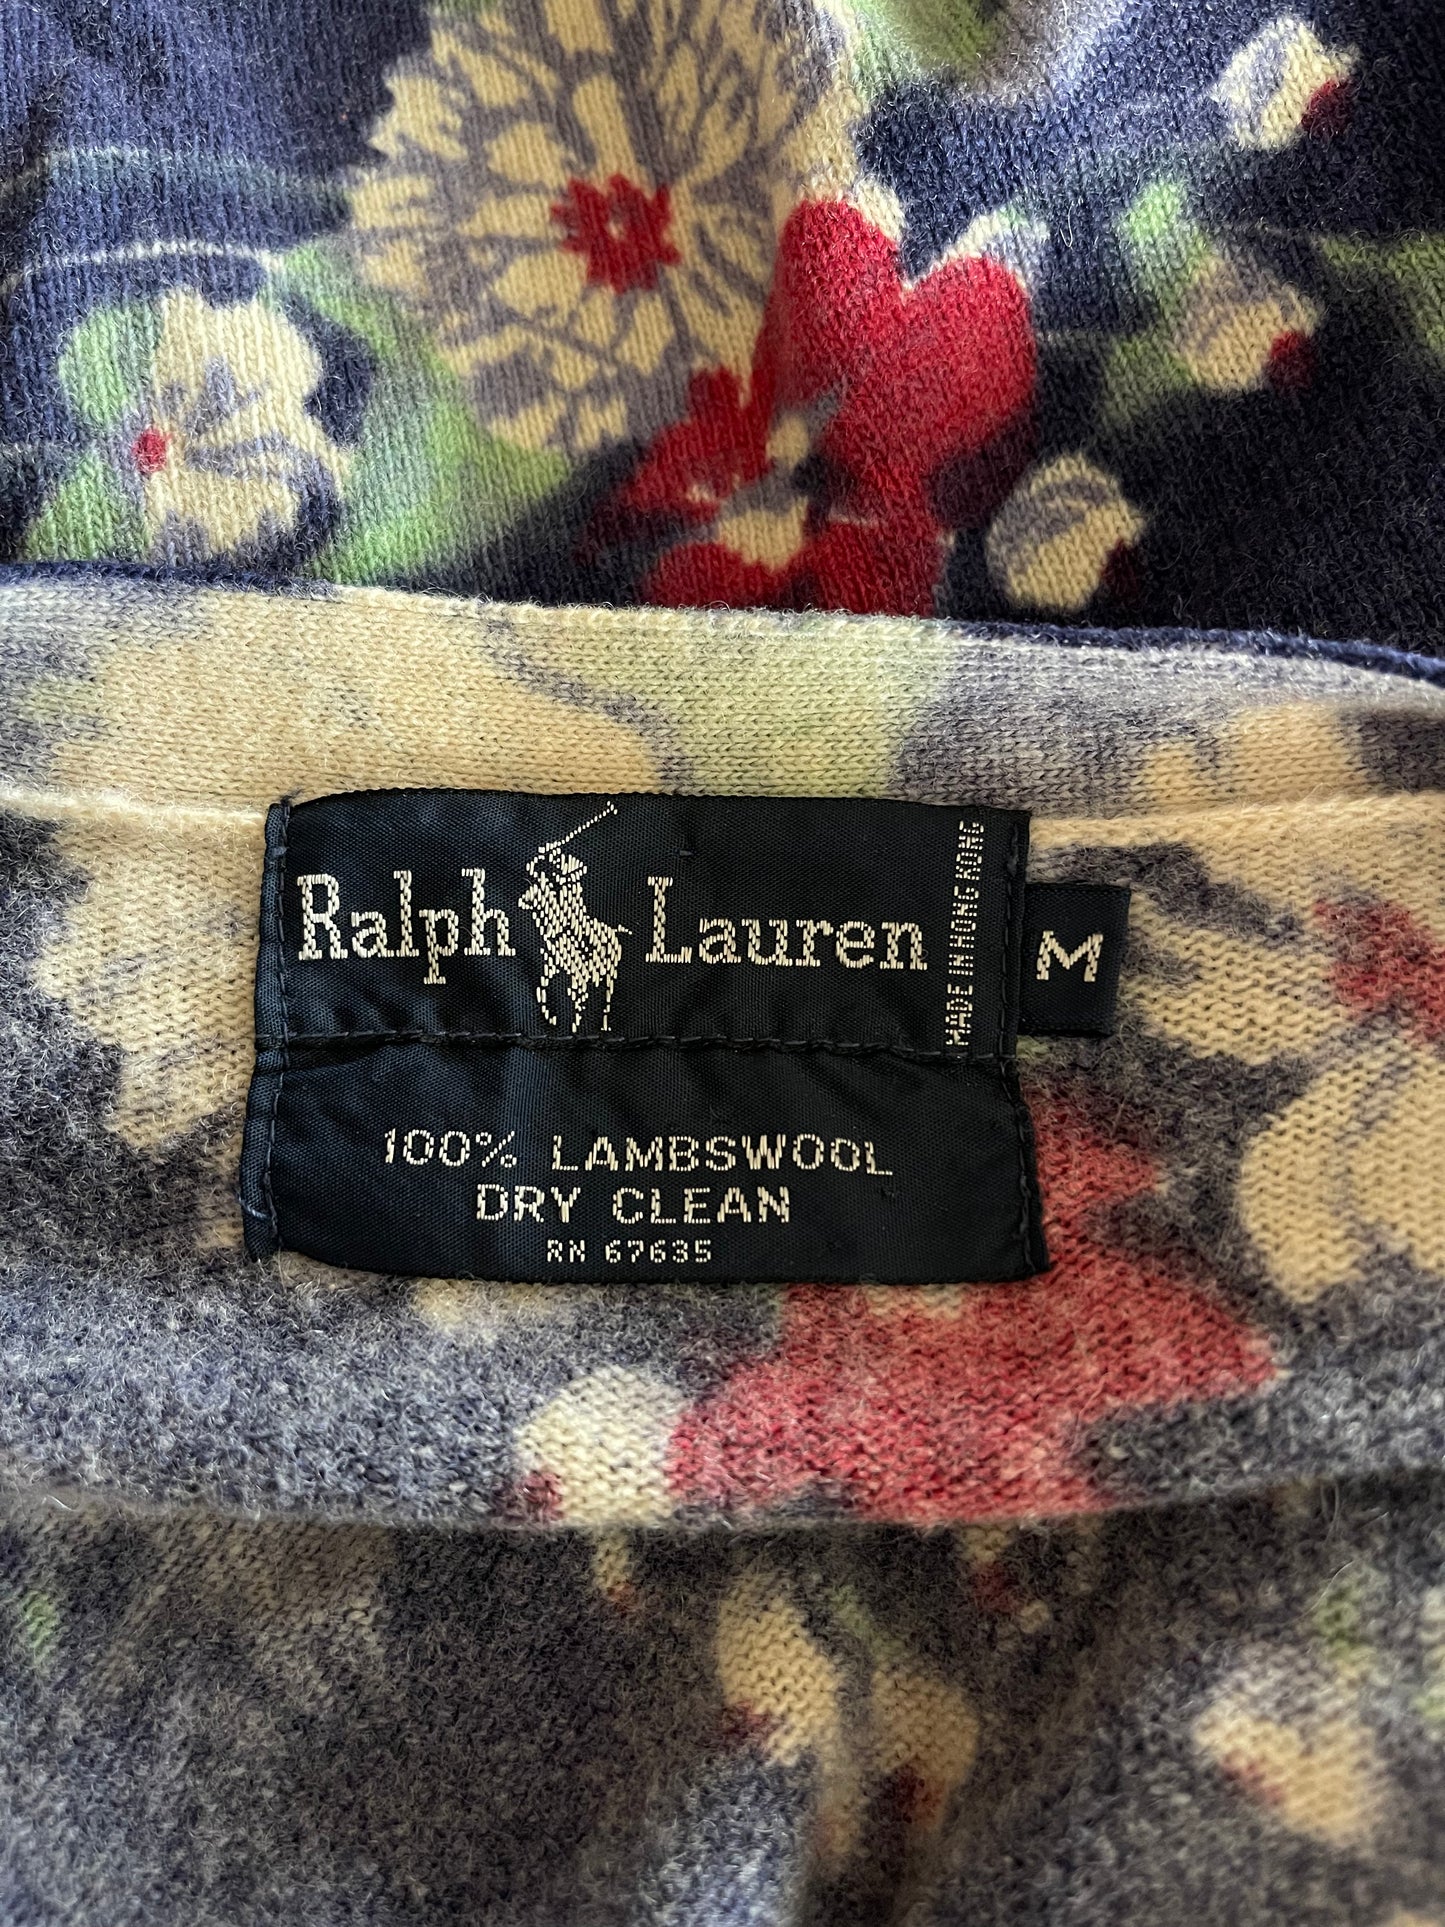 Ralph Lauren
MADE IN HONG KONG
M
100% LAMBSWOOL
DRY CLEAN
RN 67635